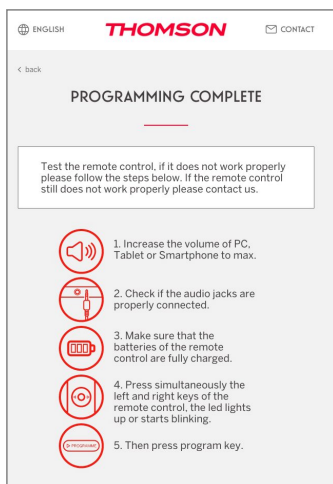 ENGLISH THOMSON CONTACT
< back
PROGRAMMING COMPLETE
Test the remote control, if it does not work properly
please follow the steps below. If the remote control
still does not work properly please contact us.
1. Increase the volume of PC,
Tablet or Smartphone to max.
2. Check if the audio jacks are
properly connected.
3. Make sure that the
batteries of the remote
control are fully charged.
4. Press simultaneously the
left and right keys of the
remote control, the led lights
up or starts blinking.
PROGRAMME
5. Then press program key.